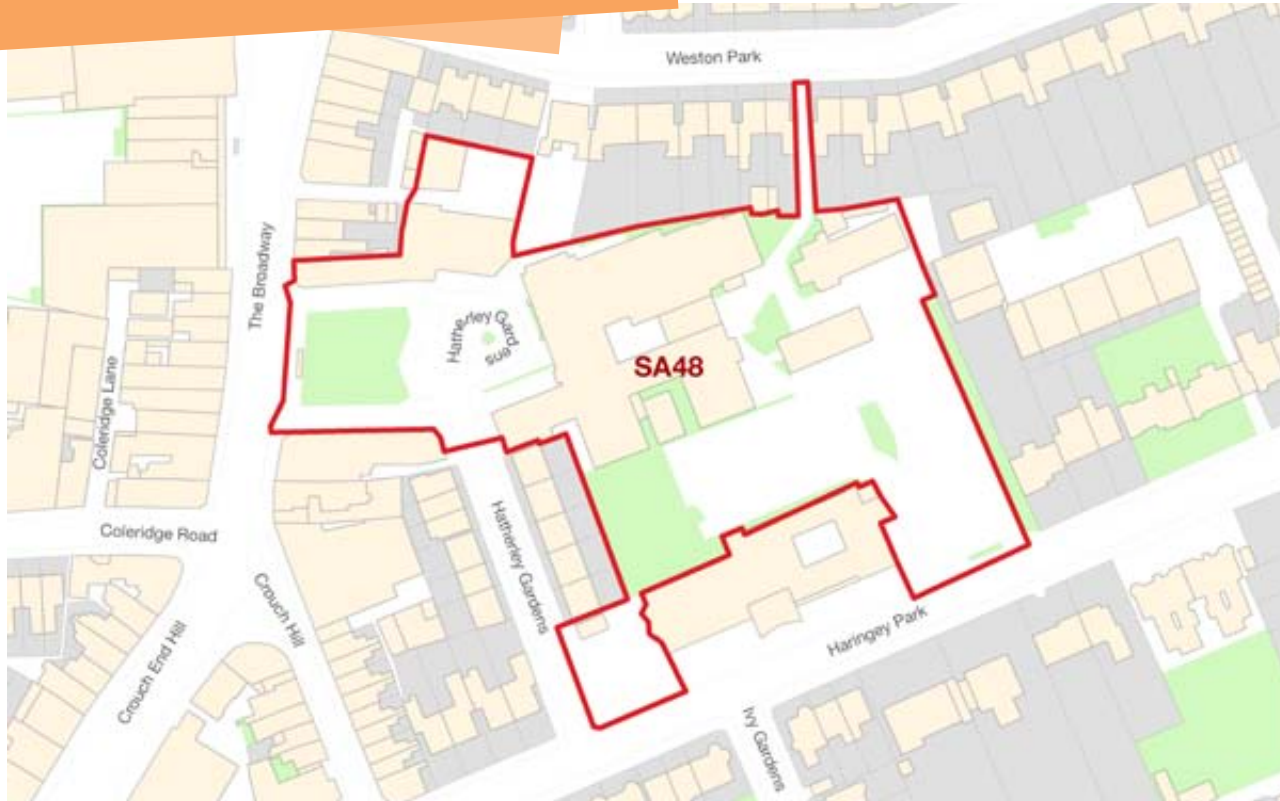 Weston Park
The Broadway
Hatherley Gardens
SA48
Coleridge Lane
Coleridge Road
Hatherley Gardens
Crouch Hill
Crouch End Hill
Haringey Park
Ivy Gardens